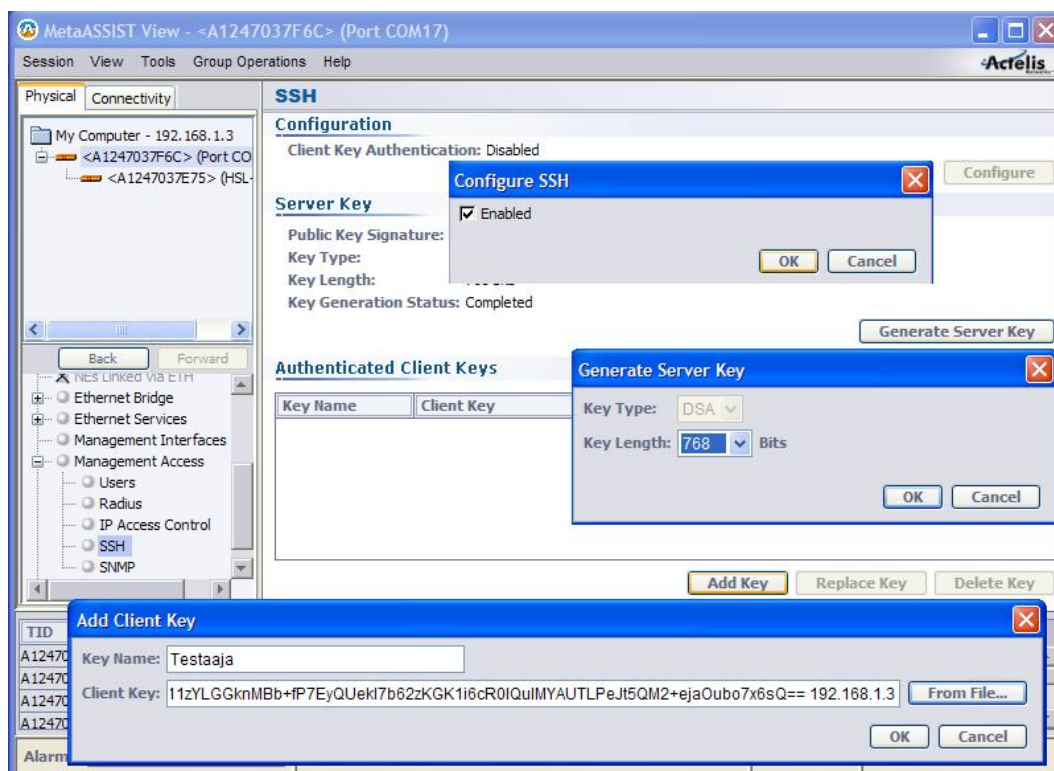 MetaASSIST View - <A1247037F6C> (Port COM17)
Session View Tools Group Operations Help
Actelis
Networks
Physical Connectivity
My Computer - 192.168.1.3
<A1247037F6C> (Port CO
<A1247037E75> (HSL-
Back Forward
NEs Linked via ETH
Ethernet Bridge
Ethernet Services
Management Interfaces
Management Access
Users
Radius
IP Access Control
SSH
SNMP
SSH
Configuration
Client Key Authentication: Disabled
Configure
Configure SSH
Enabled
OK Cancel
Server Key
Public Key Signature:
Key Type:
Key Length:
Key Generation Status: Completed
Generate Server Key
Authenticated Client Keys
Key Name Client Key
Generate Server Key
Key Type: DSA
Key Length: 768 Bits
OK Cancel
Add Key Replace Key Delete Key
TID
A12470
A12470
A12470
A12470
Alarm
Add Client Key
Key Name: Testaaja
Client Key: 11zYLGGknMBb+fP7EyQUekl7b62zKGK1i6cR0IQulMYAUTLPeJt5QM2+ejaOubo7x6sQ== 192.168.1.3 From File...
OK Cancel